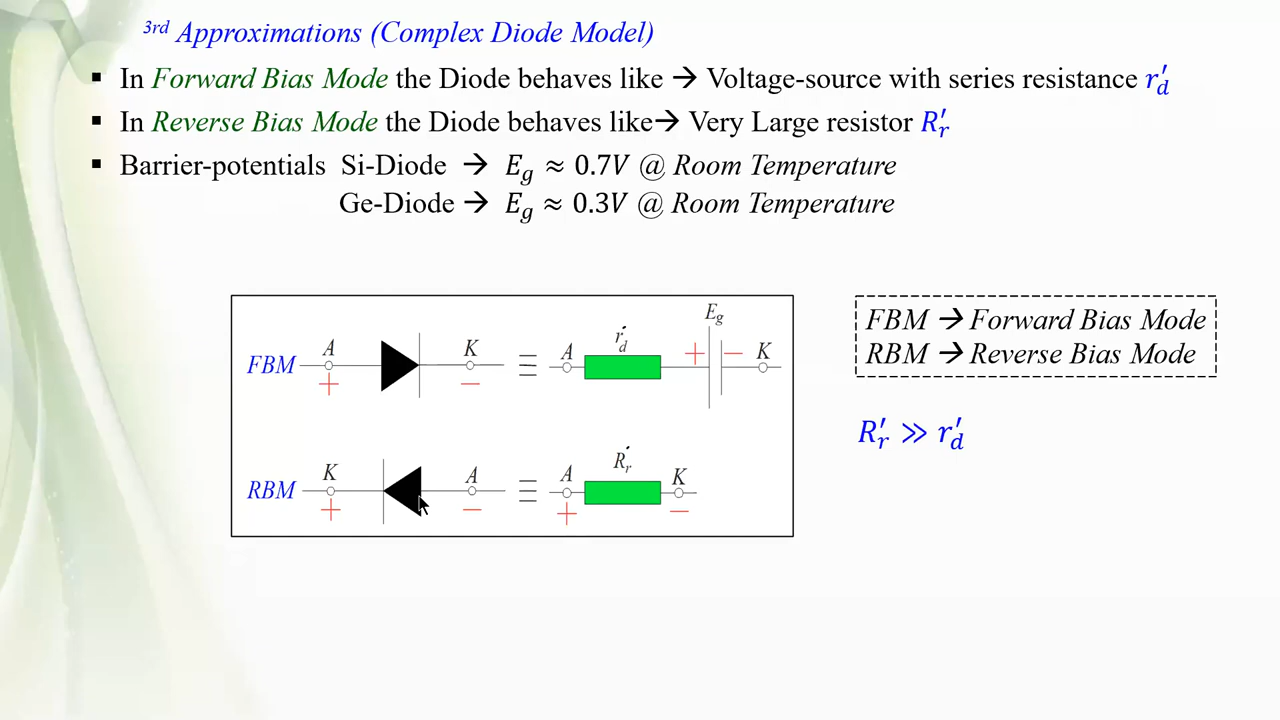 3rd Approximations (Complex Diode Model)
▪ In Forward Bias Mode the Diode behaves like → Voltage-source with series resistance r′d
▪ In Reverse Bias Mode the Diode behaves like→ Very Large resistor R′r
▪ Barrier-potentials Si-Diode → Eg ≈ 0.7V @ Room Temperature
Ge-Diode → Eg ≈ 0.3V @ Room Temperature
FBM A + K − ≡ A r′d + Eg − K
RBM K + A − ≡ A + R′r K −
FBM → Forward Bias Mode
RBM → Reverse Bias Mode
R′r ≫ r′d